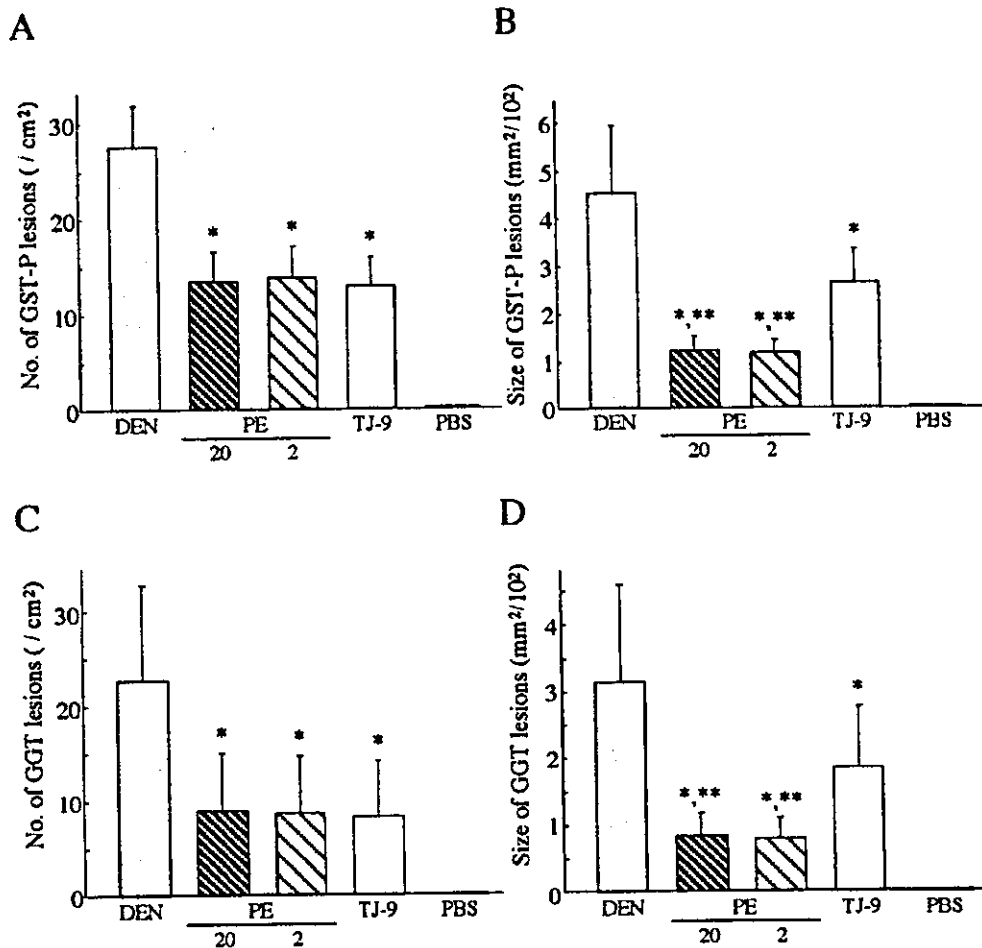 A
No. of GST-P lesions ( / cm²)
30
20
10
0
*
*
*
DEN
PE
TJ-9
PBS
20
2
B
Size of GST-P lesions (mm²/10²)
6
5
4
3
2
1
0
*,**
*,**
*
DEN
PE
TJ-9
PBS
20
2
C
No. of GGT lesions ( / cm²)
30
20
10
0
*
*
*
DEN
PE
TJ-9
PBS
20
2
D
Size of GGT lesions (mm²/10²)
4
3
2
1
0
*,**
*,**
*
DEN
PE
TJ-9
PBS
20
2